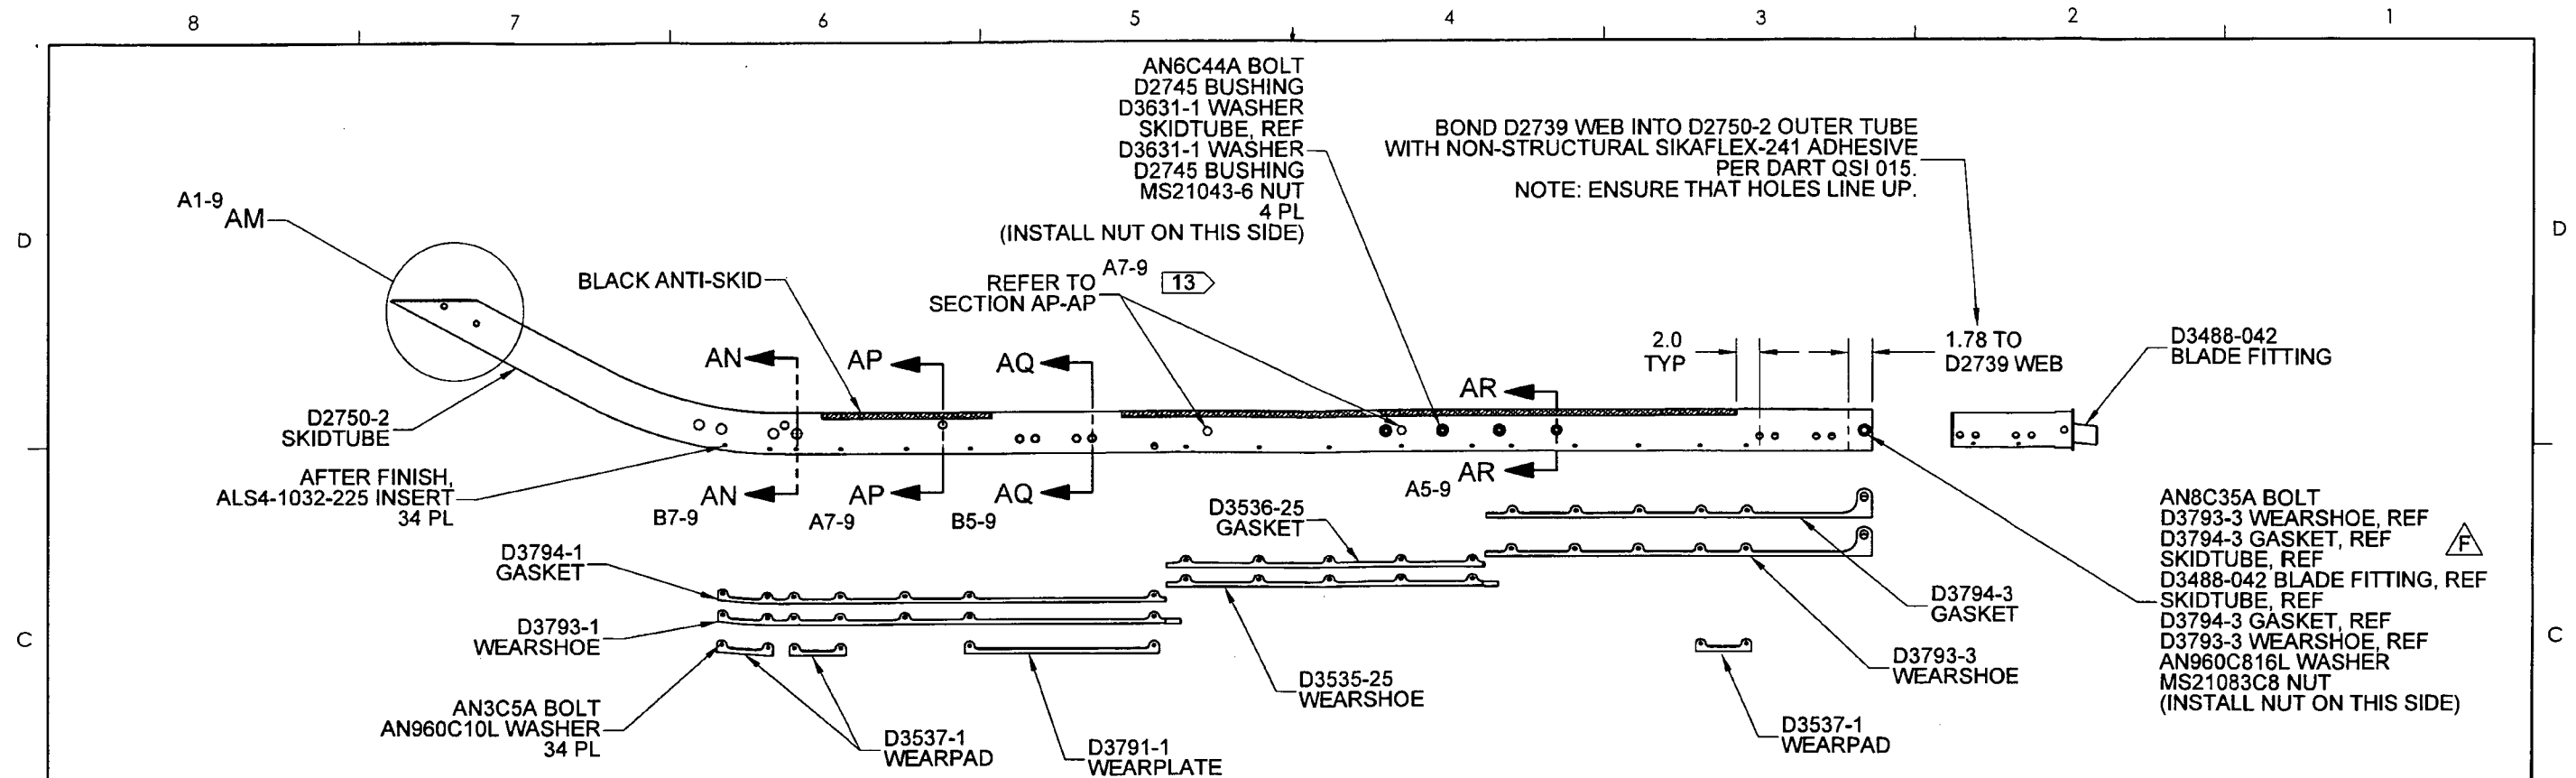 8 7 6 5 4 3 2 1
AN6C44A BOLT
D2745 BUSHING
D3631-1 WASHER
SKIDTUBE, REF
D3631-1 WASHER
D2745 BUSHING
MS21043-6 NUT
4 PL
(INSTALL NUT ON THIS SIDE)
BOND D2739 WEB INTO D2750-2 OUTER TUBE
WITH NON-STRUCTURAL SIKAFLEX-241 ADHESIVE
PER DART QSI 015.
NOTE: ENSURE THAT HOLES LINE UP.
A1-9
AM
D
D
BLACK ANTI-SKID
REFER TO
SECTION AP-AP
A7-9
13
2.0
TYP
1.78 TO
D2739 WEB
D3488-042
BLADE FITTING
AN
AP
AQ
AR
D2750-2
SKIDTUBE
AFTER FINISH,
ALS4-1032-225 INSERT
34 PL
AN
B7-9
AP
A7-9
AQ
B5-9
AR
A5-9
D3536-25
GASKET
AN8C35A BOLT
D3793-3 WEARSHOE, REF
D3794-3 GASKET, REF
SKIDTUBE, REF
D3488-042 BLADE FITTING, REF
SKIDTUBE, REF
D3794-3 GASKET, REF
D3793-3 WEARSHOE, REF
AN960C816L WASHER
MS21083C8 NUT
(INSTALL NUT ON THIS SIDE)
F
D3794-1
GASKET
D3794-3
GASKET
C
C
D3793-1
WEARSHOE
D3793-3
WEARSHOE
D3535-25
WEARSHOE
AN3C5A BOLT
AN960C10L WASHER
34 PL
D3537-1
WEARPAD
D3791-1
WEARPLATE
D3537-1
WEARPAD